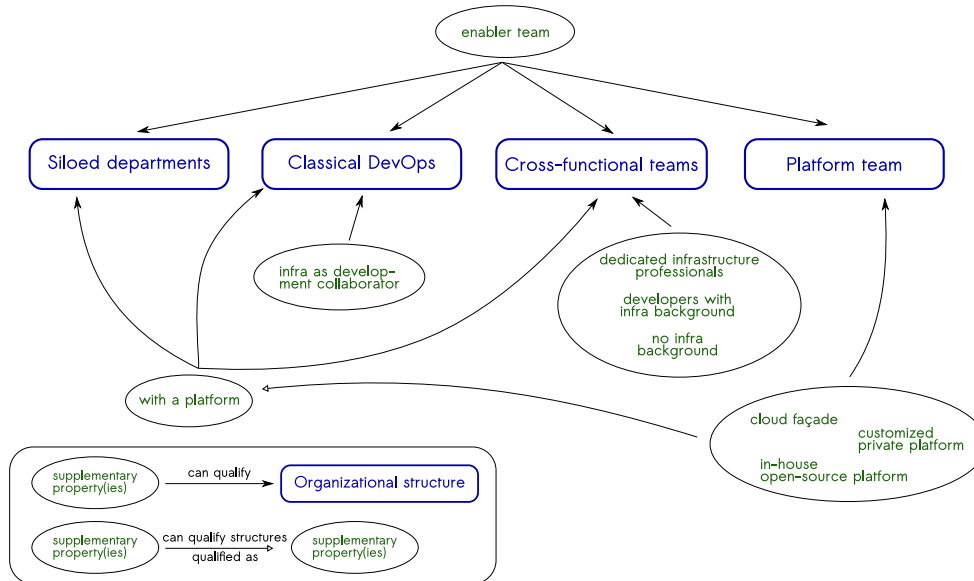 enabler team
Siloed departments
Classical DevOps
Cross-functional teams
Platform team
infra as develop-
ment collaborator
dedicated infrastructure
professionals
developers with
infra background
no infra
background
with a platform
cloud façade
customized
private platform
in-house
open-source platform
supplementary
property(ies)
can qualify
Organizational structure
supplementary
property(ies)
can qualify structures
qualified as
supplementary
property(ies)